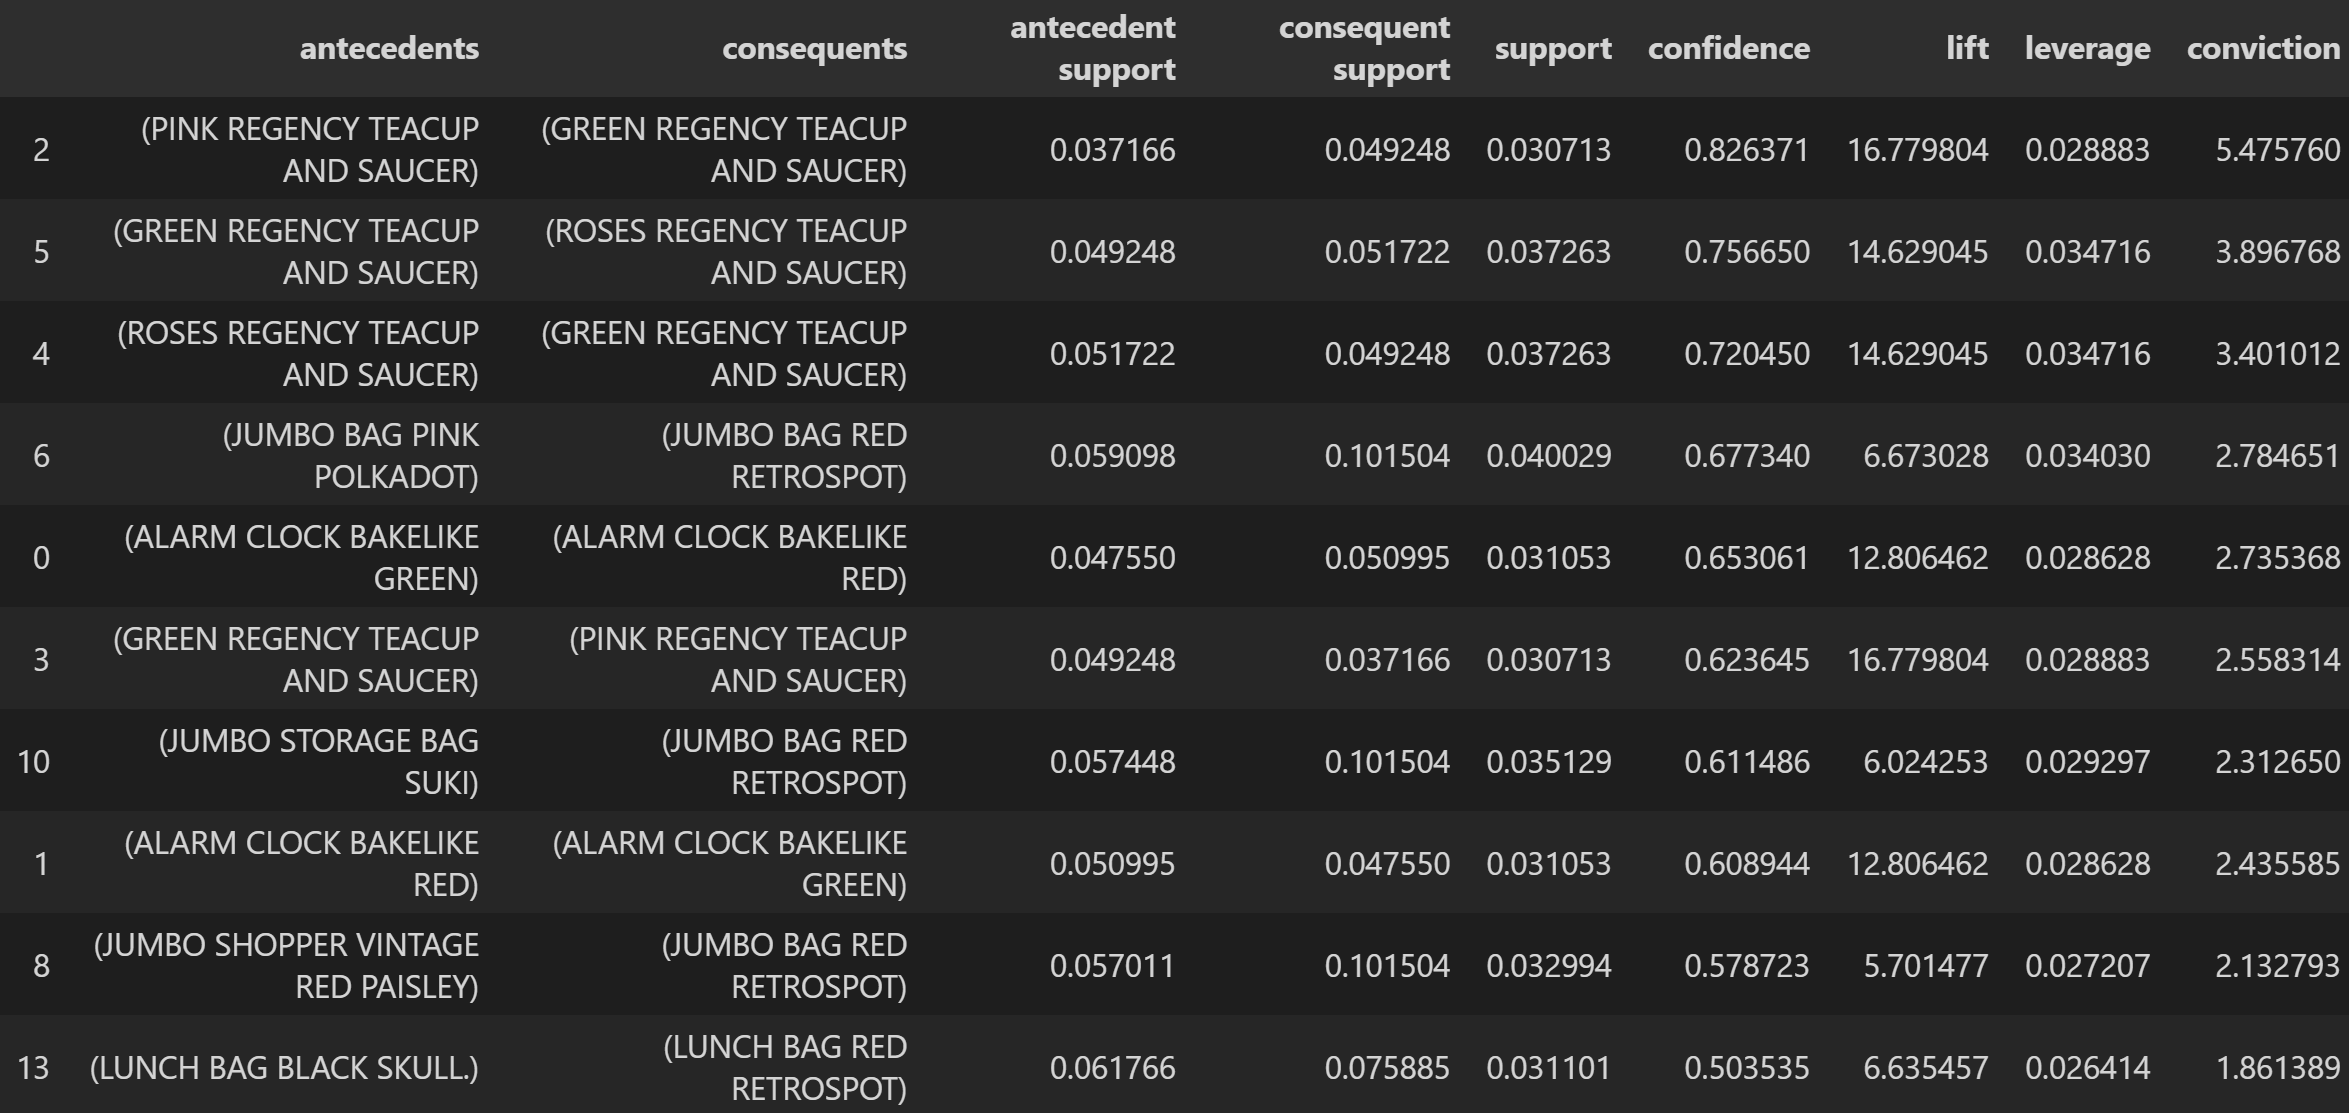 antecedents consequents antecedent support consequent support support confidence lift leverage conviction
2 (PINK REGENCY TEACUP AND SAUCER) (GREEN REGENCY TEACUP AND SAUCER) 0.037166 0.049248 0.030713 0.826371 16.779804 0.028883 5.475760
5 (GREEN REGENCY TEACUP AND SAUCER) (ROSES REGENCY TEACUP AND SAUCER) 0.049248 0.051722 0.037263 0.756650 14.629045 0.034716 3.896768
4 (ROSES REGENCY TEACUP AND SAUCER) (GREEN REGENCY TEACUP AND SAUCER) 0.051722 0.049248 0.037263 0.720450 14.629045 0.034716 3.401012
6 (JUMBO BAG PINK POLKADOT) (JUMBO BAG RED RETROSPOT) 0.059098 0.101504 0.040029 0.677340 6.673028 0.034030 2.784651
0 (ALARM CLOCK BAKELIKE GREEN) (ALARM CLOCK BAKELIKE RED) 0.047550 0.050995 0.031053 0.653061 12.806462 0.028628 2.735368
3 (GREEN REGENCY TEACUP AND SAUCER) (PINK REGENCY TEACUP AND SAUCER) 0.049248 0.037166 0.030713 0.623645 16.779804 0.028883 2.558314
10 (JUMBO STORAGE BAG SUKI) (JUMBO BAG RED RETROSPOT) 0.057448 0.101504 0.035129 0.611486 6.024253 0.029297 2.312650
1 (ALARM CLOCK BAKELIKE RED) (ALARM CLOCK BAKELIKE GREEN) 0.050995 0.047550 0.031053 0.608944 12.806462 0.028628 2.435585
8 (JUMBO SHOPPER VINTAGE RED PAISLEY) (JUMBO BAG RED RETROSPOT) 0.057011 0.101504 0.032994 0.578723 5.701477 0.027207 2.132793
13 (LUNCH BAG BLACK SKULL.) (LUNCH BAG RED RETROSPOT) 0.061766 0.075885 0.031101 0.503535 6.635457 0.026414 1.861389